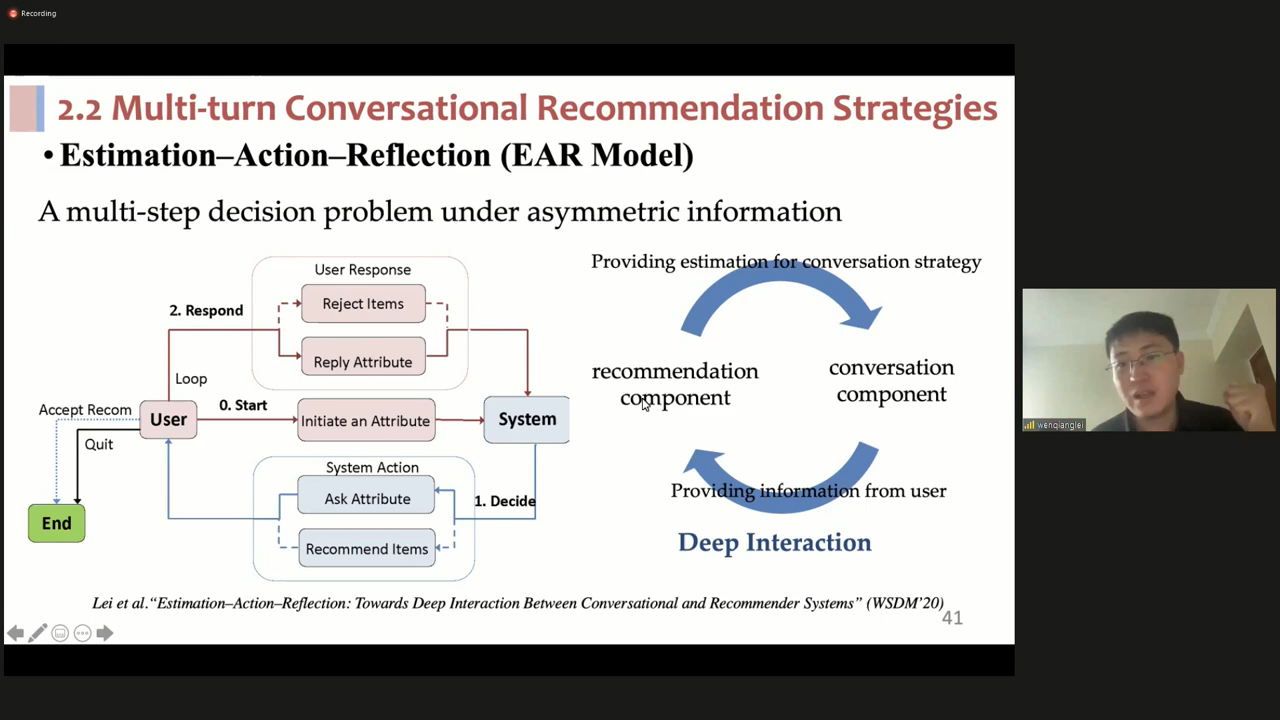 Recording
2.2 Multi-turn Conversational Recommendation Strategies
• Estimation–Action–Reflection (EAR Model)
A multi-step decision problem under asymmetric information
User Response
Reject Items
2. Respond
Reply Attribute
Loop
Accept Recom
User
0. Start
Initiate an Attribute
System
Quit
System Action
Ask Attribute
1. Decide
End
Recommend Items
Providing estimation for conversation strategy
recommendation
component
conversation
component
Providing information from user
Deep Interaction
Lei et al.“Estimation–Action–Reflection: Towards Deep Interaction Between Conversational and Recommender Systems” (WSDM’20)
41
wenqianglei